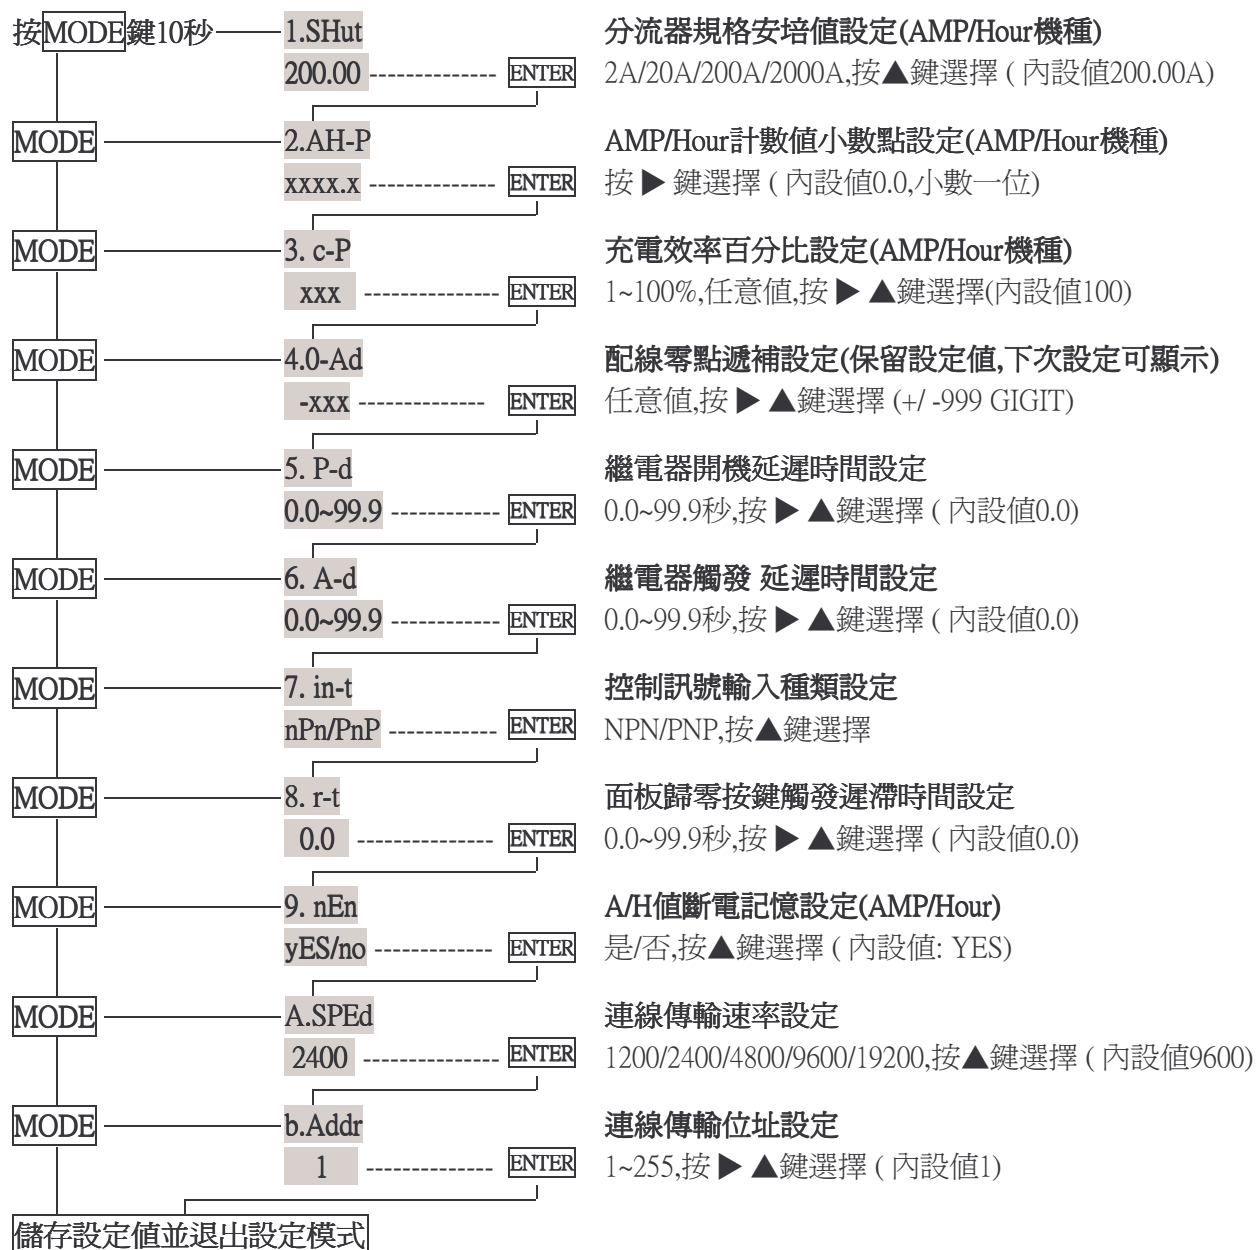 按MODE鍵10秒 1.SHut 分流器規格安培值設定(AMP/Hour機種)
200.00 ------------- ENTER 2A/20A/200A/2000A,按▲鍵選擇 ( 內設值200.00A)
MODE 2.AH-P AMP/Hour計數值小數點設定(AMP/Hour機種)
xxxx.x ------------- ENTER 按 ▶ 鍵選擇 ( 內設值0.0,小數一位)
MODE 3. c-P 充電效率百分比設定(AMP/Hour機種)
xxx -------------- ENTER 1~100%,任意值,按 ▶ ▲鍵選擇(內設值100)
MODE 4.0-Ad 配線零點遞補設定(保留設定值,下次設定可顯示)
-xxx ------------- ENTER 任意值,按 ▶ ▲鍵選擇 (+/ -999 GIGIT)
MODE 5. P-d 繼電器開機延遲時間設定
0.0~99.9 ----------- ENTER 0.0~99.9秒,按 ▶ ▲鍵選擇 ( 內設值0.0)
MODE 6. A-d 繼電器觸發 延遲時間設定
0.0~99.9 ----------- ENTER 0.0~99.9秒,按 ▶ ▲鍵選擇 ( 內設值0.0)
MODE 7. in-t 控制訊號輸入種類設定
nPn/PnP ----------- ENTER NPN/PNP,按▲鍵選擇
MODE 8. r-t 面板歸零按鍵觸發遲滯時間設定
0.0 -------------- ENTER 0.0~99.9秒,按 ▶ ▲鍵選擇 ( 內設值0.0)
MODE 9. nEn A/H值斷電記憶設定(AMP/Hour)
yES/no ------------ ENTER 是/否,按▲鍵選擇 ( 內設值: YES)
MODE A.SPEd 連線傳輸速率設定
2400 -------------- ENTER 1200/2400/4800/9600/19200,按▲鍵選擇 ( 內設值9600)
MODE b.Addr 連線傳輸位址設定
1 ------------- ENTER 1~255,按 ▶ ▲鍵選擇 ( 內設值1)
儲存設定值並退出設定模式